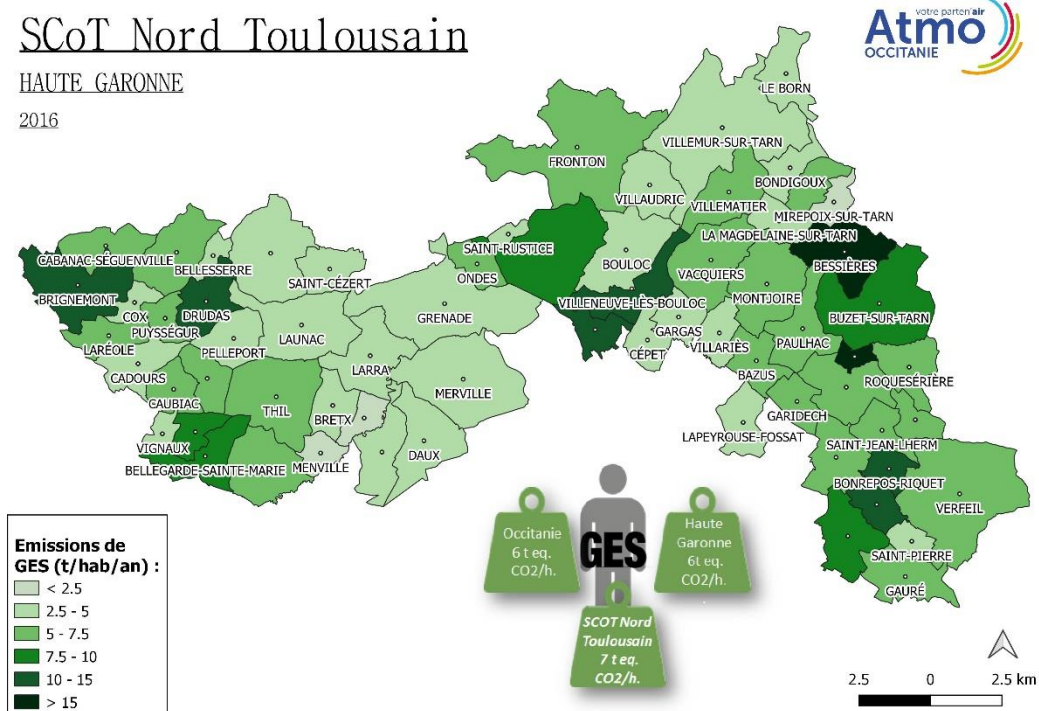 SCoT Nord Toulousain
HAUTE GARONNE
2016
votre parten'air
Atmo
OCCITANIE
LE BORN
VILLEMUR-SUR-TARN
FRONTON
BONDIGOUX
VILLAUDRIC
VILLEMATIER
MIREPOIX-SUR-TARN
LA MAGDELAINE-SUR-TARN
CABANAC-SÉGUENVILLE
BELLESSERRE
SAINT-RUSTICE
BOULOC
BESSIÈRES
SAINT-CÉZERT
ONDES
VACQUIERS
BRIGNEMONT
VILLENEUVE-LÈS-BOULOC
MONTJOIRE
COX
DRUDAS
GRENADE
BUZET-SUR-TARN
PUYSSÉGUR
LAUNAC
GARGAS
VILLARIÈS
PAULHAC
LARÉOLE
PELLEPORT
CÉPET
CADOURS
LARRA
BAZUS
ROQUESÉRIÈRE
MERVILLE
CAUBIAC
THIL
BRETX
GARIDECH
VIGNAUX
LAPEYROUSE-FOSSAT
SAINT-JEAN-LHERM
DAUX
BELLEGARDE-SAINTE-MARIE
MENVILLE
BONREPOS-RIQUET
VERFEIL
SAINT-PIERRE
GAURÉ
Occitanie
6 t eq.
CO2/h.
GES
Haute
Garonne
6t eq.
CO2/h.
.
SCOT Nord
Toulousain
7 t eq.
CO2/h.
Emissions de
GES (t/hab/an) :
< 2.5
2.5 - 5
5 - 7.5
7.5 - 10
10 - 15
> 15
2.5 0 2.5 km